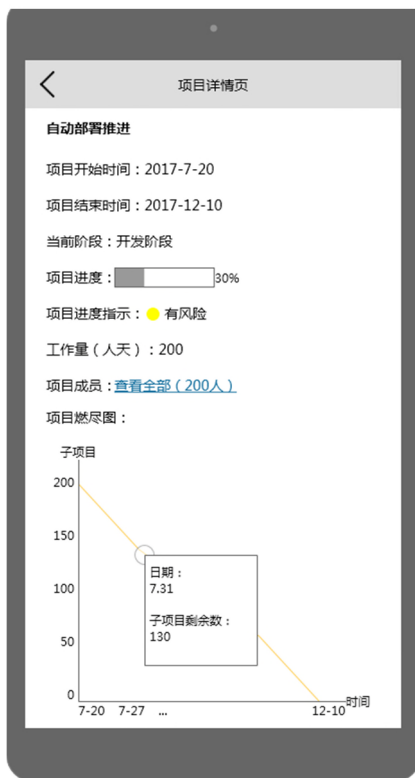 项目详情页
自动部署推进
项目开始时间：2017-7-20
项目结束时间：2017-12-10
当前阶段：开发阶段
项目进度：30%
项目进度指示：有风险
工作量（人天）：200
项目成员：查看全部（200人）
项目燃尽图：
子项目
200
150
日期：
7.31
100
子项目剩余数：
130
50
0
时间
7-20 7-27 ... 12-10